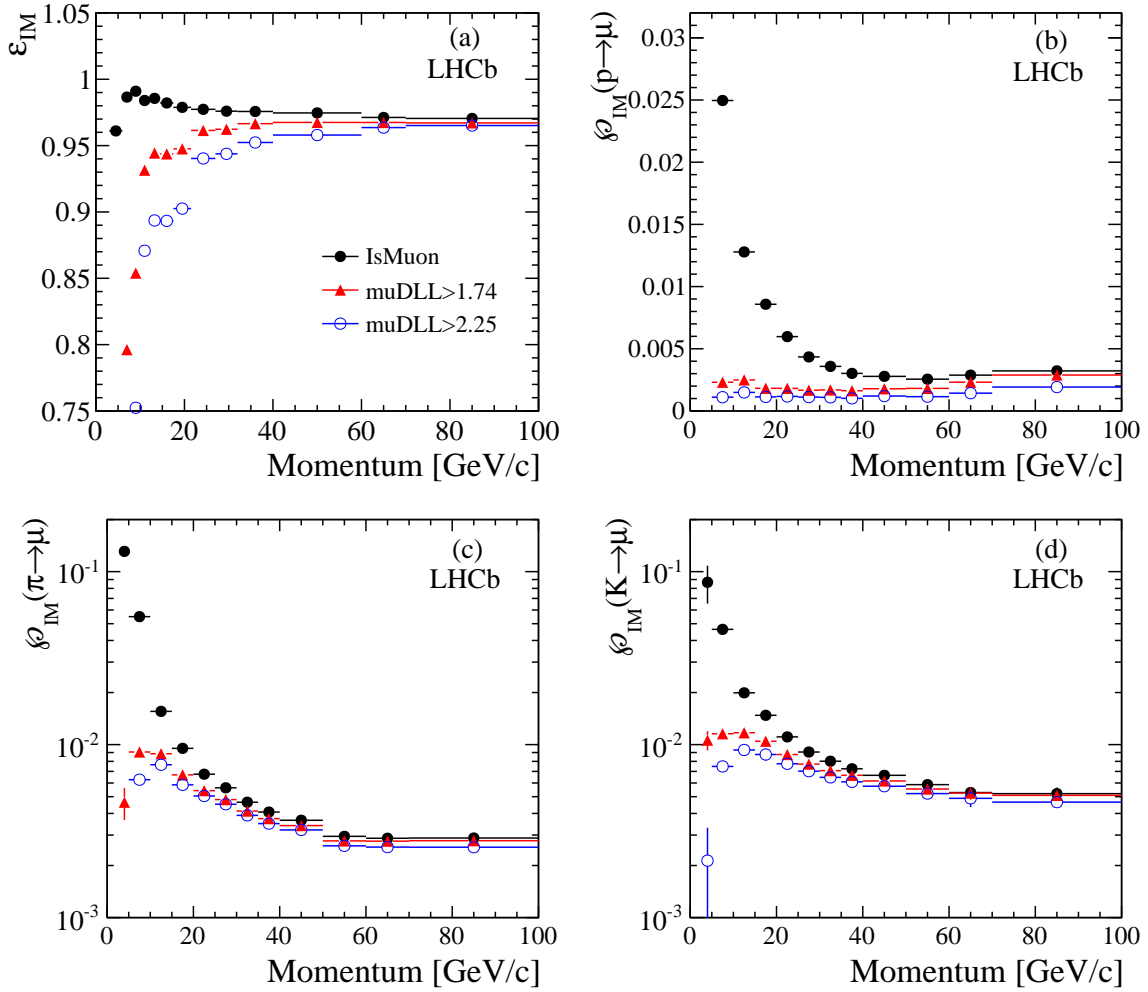 ε_IM
1.05
1
0.95
0.9
0.85
0.8
0.75
(a)
LHCb
IsMuon
muDLL>1.74
muDLL>2.25
0 20 40 60 80 100
Momentum [GeV/c]
℘_IM(p→μ)
0.03
0.025
0.02
0.015
0.01
0.005
0
(b)
LHCb
0 20 40 60 80 100
Momentum [GeV/c]
℘_IM(π→μ)
10⁻¹
10⁻²
10⁻³
(c)
LHCb
0 20 40 60 80 100
Momentum [GeV/c]
℘_IM(K→μ)
10⁻¹
10⁻²
10⁻³
(d)
LHCb
0 20 40 60 80 100
Momentum [GeV/c]